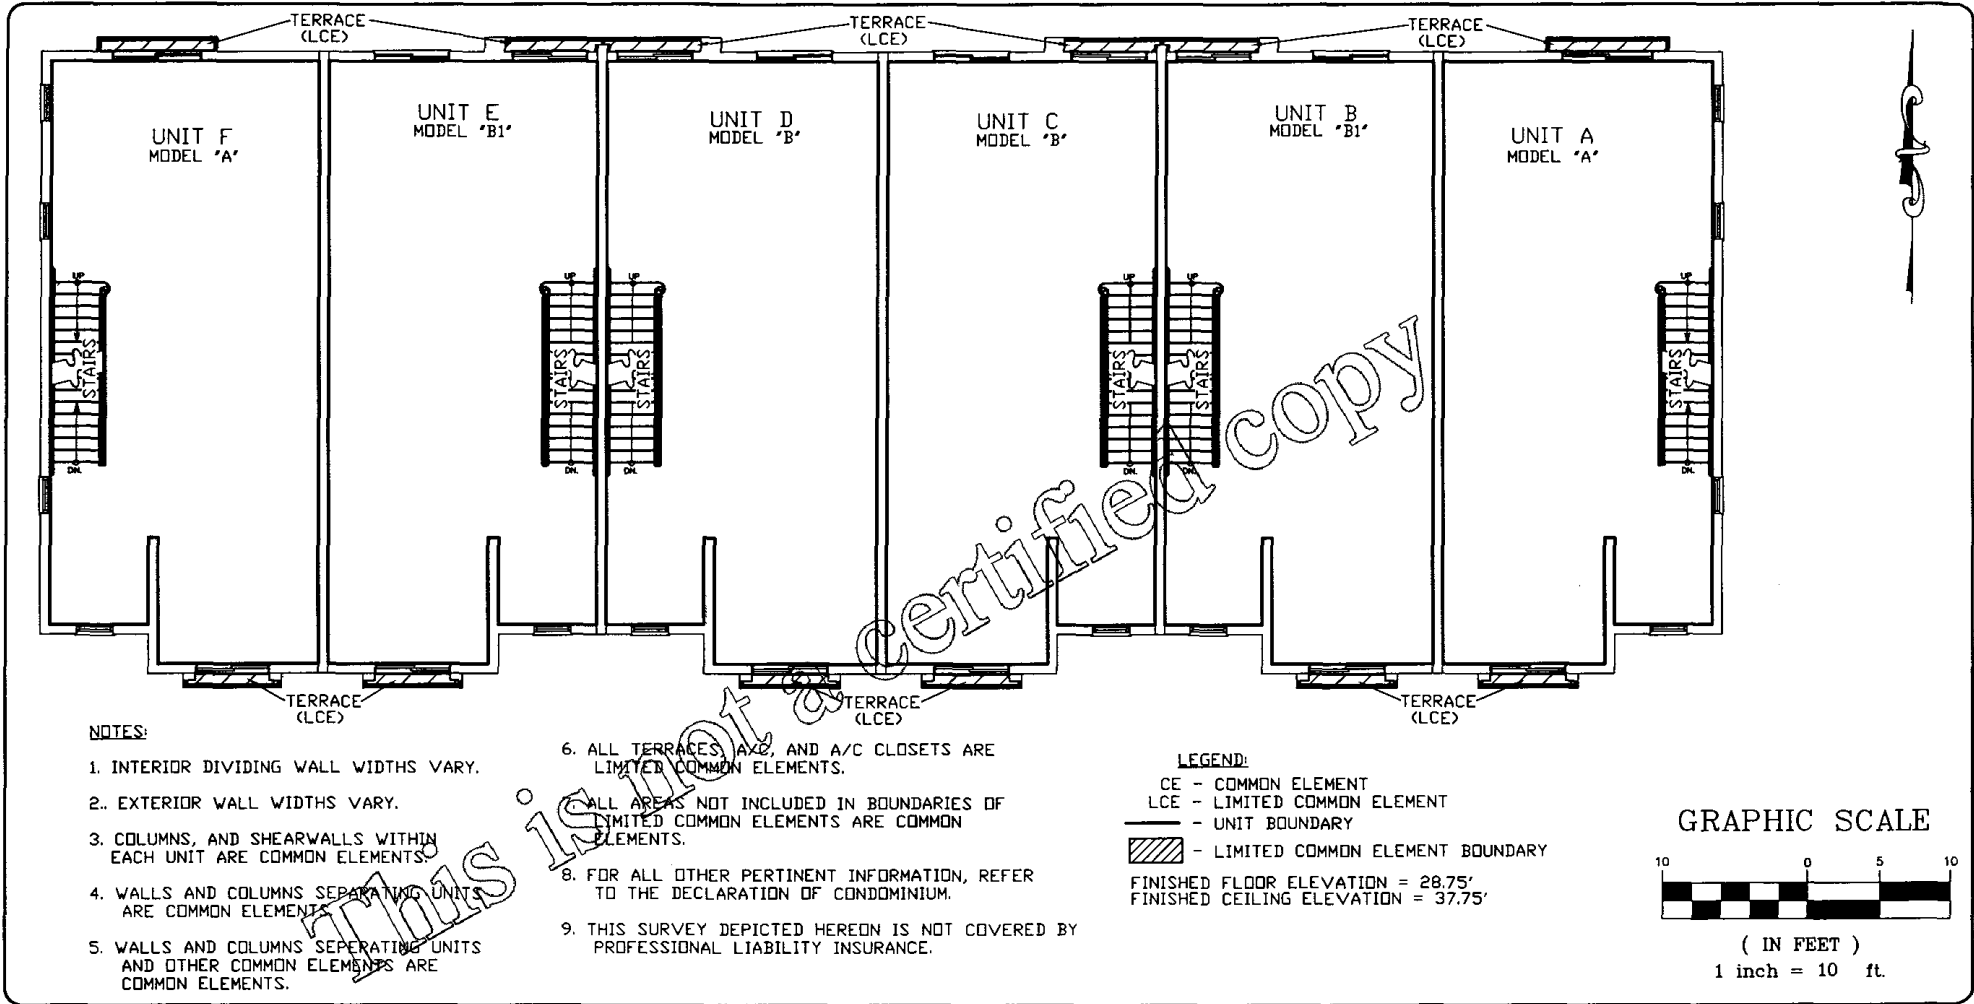 TERRACE
(LCE)
TERRACE
(LCE)
TERRACE
(LCE)
UNIT F
MODEL "A"
UNIT E
MODEL "B1"
UNIT D
MODEL "B"
UNIT C
MODEL "B"
UNIT B
MODEL "B1"
UNIT A
MODEL "A"
UP
UP
UP
UP
UP
UP
STAIRS
STAIRS
STAIRS
STAIRS
STAIRS
STAIRS
DN.
DN.
DN.
DN.
DN.
DN.
TERRACE
(LCE)
TERRACE
(LCE)
TERRACE
(LCE)
This is not a certified copy
NOTES:
1. INTERIOR DIVIDING WALL WIDTHS VARY.
2.. EXTERIOR WALL WIDTHS VARY.
3. COLUMNS, AND SHEARWALLS WITHIN
EACH UNIT ARE COMMON ELEMENTS.
4. WALLS AND COLUMNS SEPARATING UNITS
ARE COMMON ELEMENTS
5. WALLS AND COLUMNS SEPERATING UNITS
AND OTHER COMMON ELEMENTS ARE
COMMON ELEMENTS.
6. ALL TERRACES, A/C, AND A/C CLOSETS ARE
LIMITED COMMON ELEMENTS.
ALL AREAS NOT INCLUDED IN BOUNDARIES OF
LIMITED COMMON ELEMENTS ARE COMMON
ELEMENTS.
8. FOR ALL OTHER PERTINENT INFORMATION, REFER
TO THE DECLARATION OF CONDOMINIUM.
9. THIS SURVEY DEPICTED HEREON IS NOT COVERED BY
PROFESSIONAL LIABILITY INSURANCE.
LEGEND:
CE - COMMON ELEMENT
LCE - LIMITED COMMON ELEMENT
- UNIT BOUNDARY
- LIMITED COMMON ELEMENT BOUNDARY
FINISHED FLOOR ELEVATION = 28.75'
FINISHED CEILING ELEVATION = 37.75'
GRAPHIC SCALE
10 0 5 10
( IN FEET )
1 inch = 10 ft.